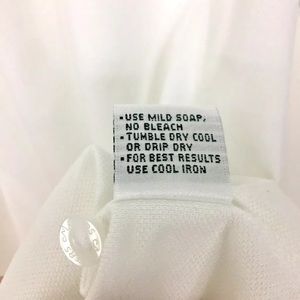 •USE MILD SOAP,
NO BLEACH
•TUMBLE DRY COOL
OR DRIP DRY
•FOR BEST RESULTS
USE COOL IRON